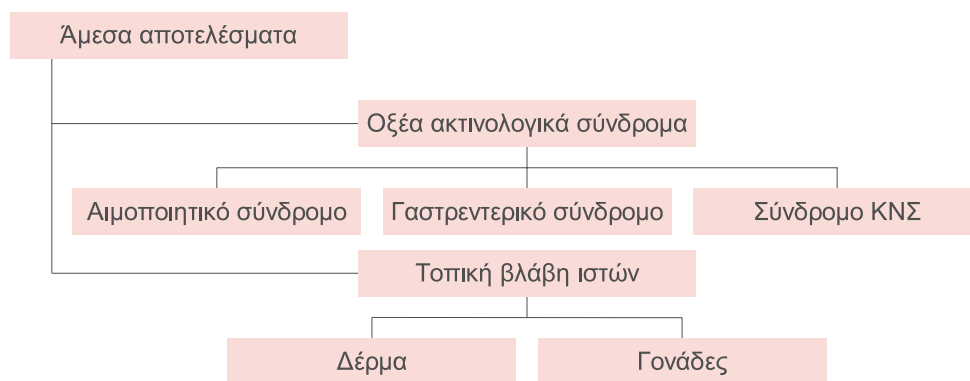 Άμεσα αποτελέσματα
Οξέα ακτινολογικά σύνδρομα
Αιμοποιητικό σύνδρομο
Γαστρεντερικό σύνδρομο
Σύνδρομο ΚΝΣ
Τοπική βλάβη ιστών
Δέρμα
Γονάδες